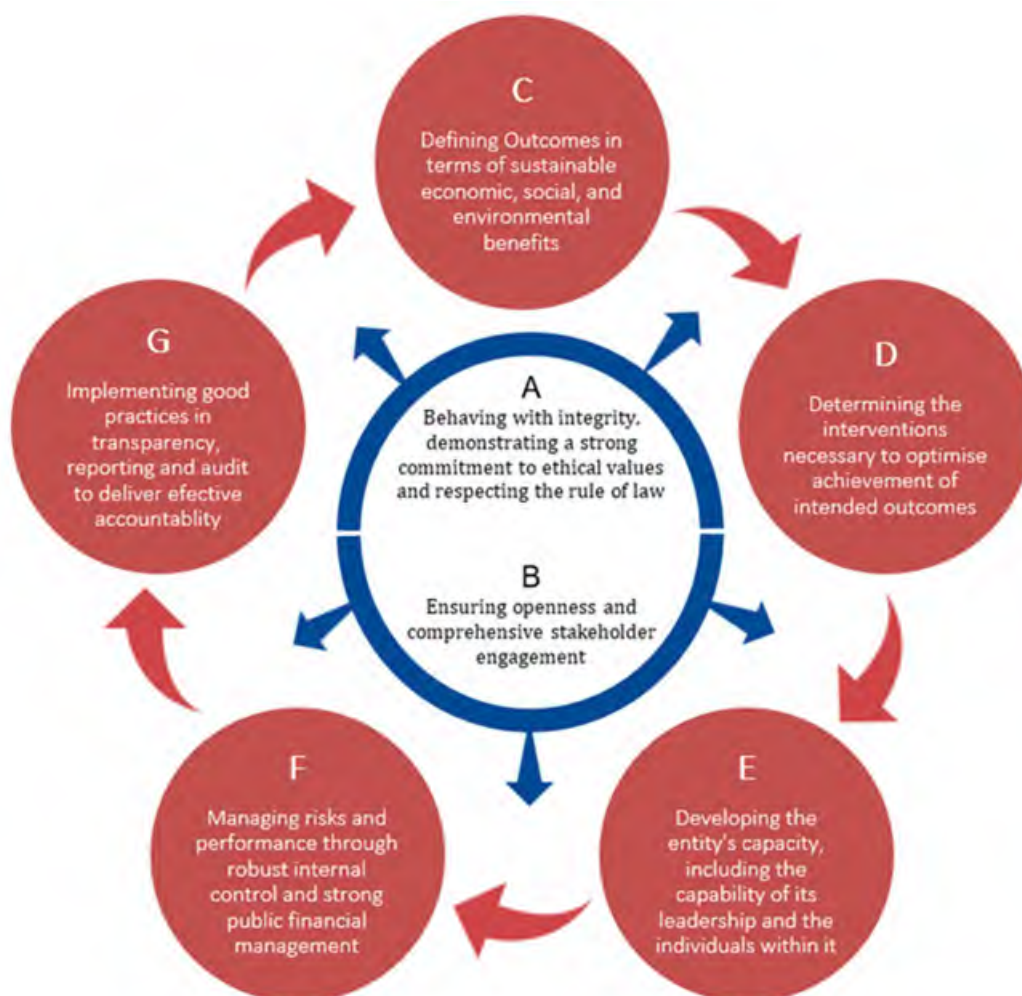 C
Defining Outcomes in
terms of sustainable
economic, social, and
environmental
benefits
G
Implementing good
practices in
transparency,
reporting and audit
to deliver efective
accountablity
D
Determining the
interventions
necessary to optimise
achievement of
intended outcomes
A
Behaving with integrity.
demonstrating a strong
commitment to ethical values
and respecting the rule of law
B
Ensuring openness and
comprehensive stakeholder
engagement
F
Managing risks and
performance through
robust internal
control and strong
public financial
management
E
Developing the
entity's capacity,
including the
capability of its
leadership and the
individuals within it